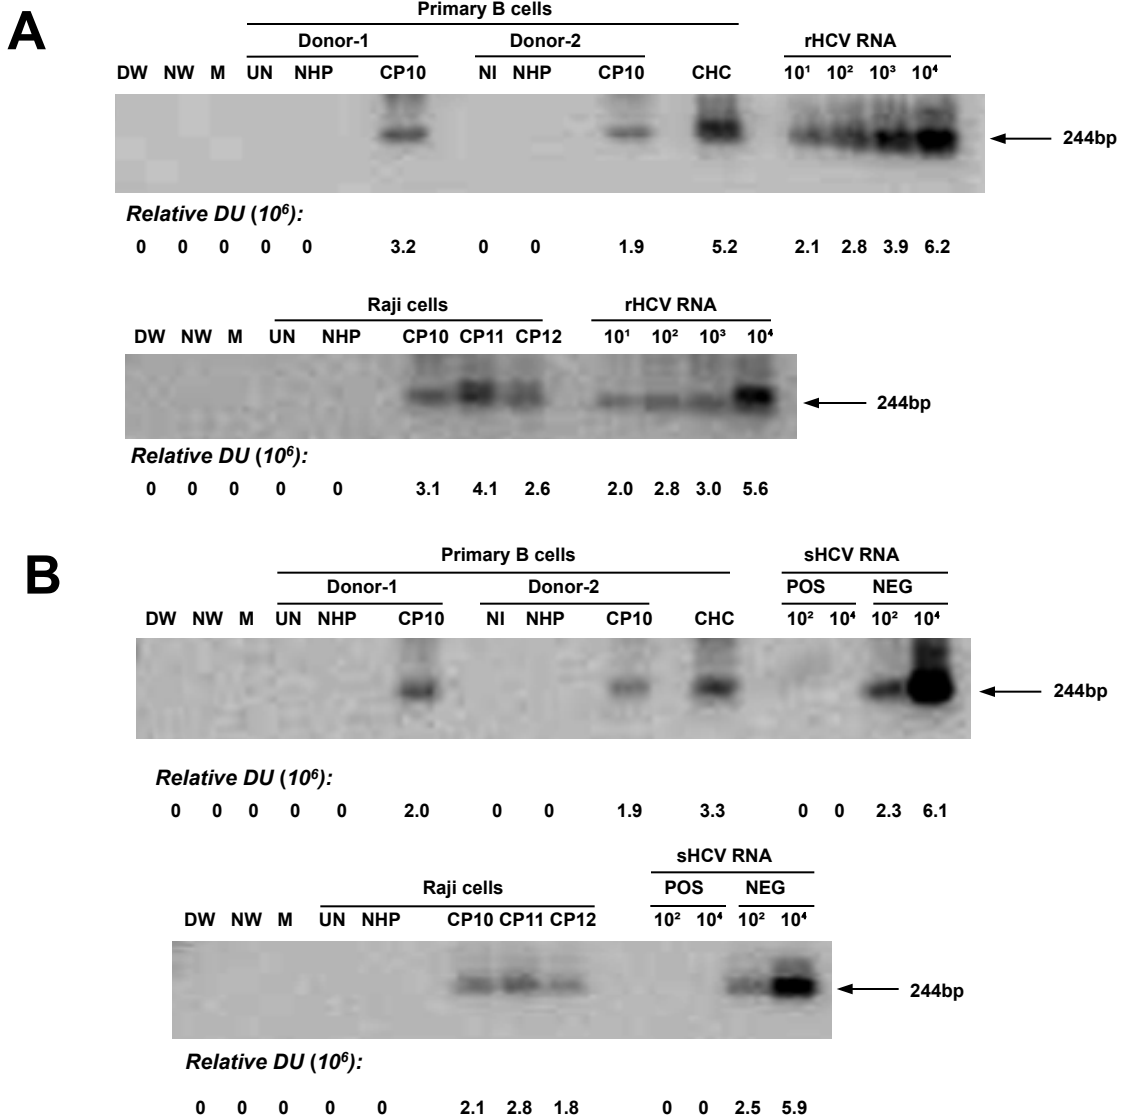 A
Primary B cells
Donor-1 Donor-2 rHCV RNA
DW NW M UN NHP CP10 NI NHP CP10 CHC 10¹ 10² 10³ 10⁴
244bp
Relative DU (10⁶):
0 0 0 0 0 3.2 0 0 1.9 5.2 2.1 2.8 3.9 6.2
Raji cells rHCV RNA
DW NW M UN NHP CP10 CP11 CP12 10¹ 10² 10³ 10⁴
244bp
Relative DU (10⁶):
0 0 0 0 0 3.1 4.1 2.6 2.0 2.8 3.0 5.6
B
Primary B cells sHCV RNA
Donor-1 Donor-2 POS NEG
DW NW M UN NHP CP10 NI NHP CP10 CHC 10² 10⁴ 10² 10⁴
244bp
Relative DU (10⁶):
0 0 0 0 0 2.0 0 0 1.9 3.3 0 0 2.3 6.1
sHCV RNA
Raji cells POS NEG
DW NW M UN NHP CP10 CP11 CP12 10² 10⁴ 10² 10⁴
244bp
Relative DU (10⁶):
0 0 0 0 0 2.1 2.8 1.8 0 0 2.5 5.9